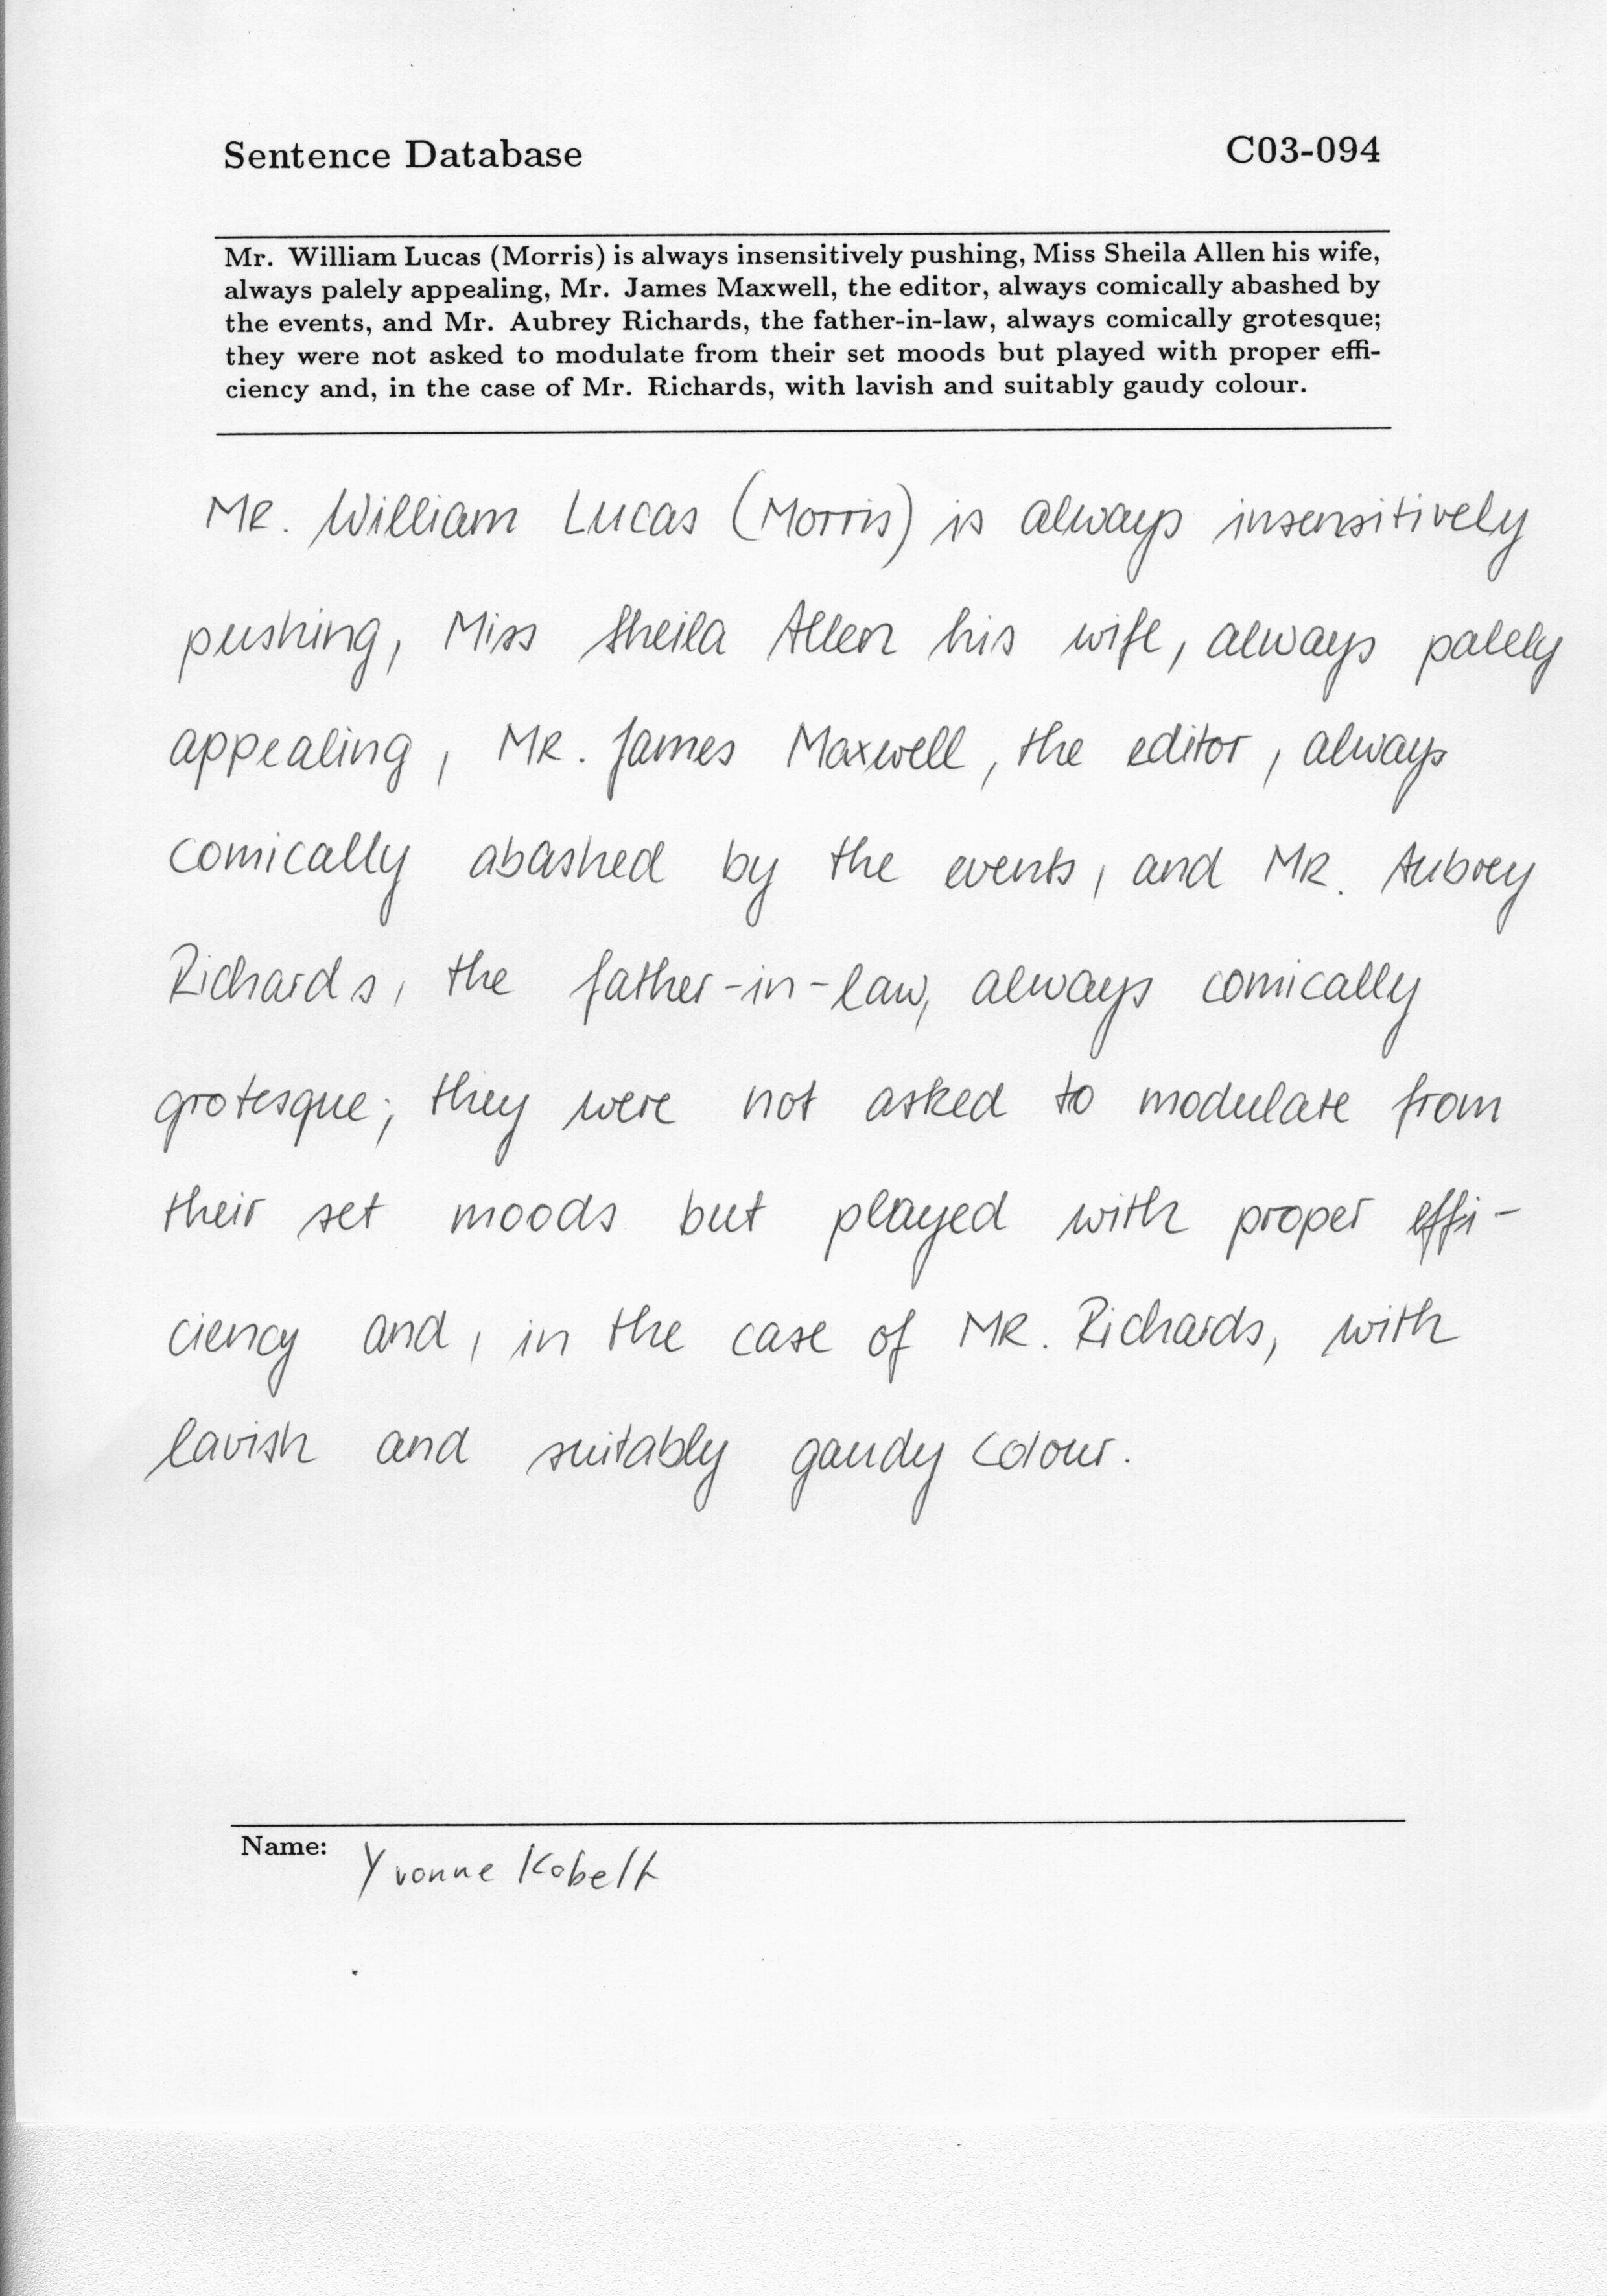 Sentence Database C03-094
Mr. William Lucas (Morris) is always insensitively pushing, Miss Sheila Allen his wife,
always palely appealing, Mr. James Maxwell, the editor, always comically abashed by
the events, and Mr. Aubrey Richards, the father-in-law, always comically grotesque;
they were not asked to modulate from their set moods but played with proper effi-
ciency and, in the case of Mr. Richards, with lavish and suitably gaudy colour.
Mr. William Lucas (Morris) is always insensitively
pushing, Miss Sheila Allen his wife, always palely
appealing, Mr. James Maxwell, the editor, always
comically abashed by the events, and Mr. Aubrey
Richards, the father-in-law, always comically
grotesque; they were not asked to modulate from
their set moods but played with proper effi-
ciency and, in the case of Mr. Richards, with
lavish and suitably gaudy colour.
Name: Yvonne Kobelt